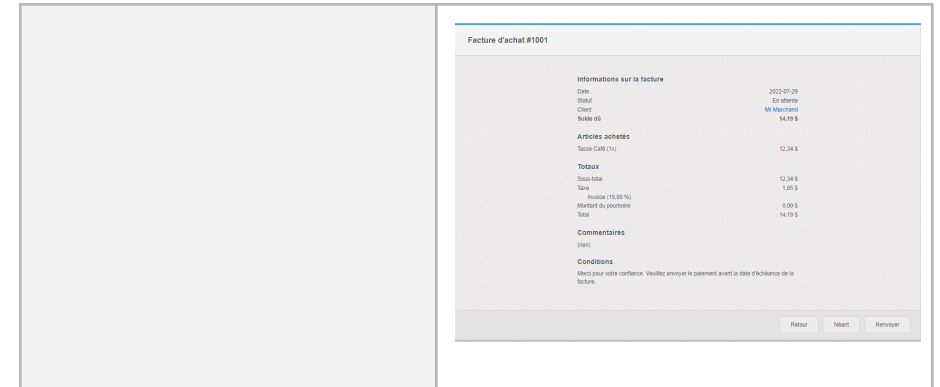 Facture d'achat #1001
Informations sur la facture
Date 2022-07-29
Statut En attente
Client Mr Marchand
Solde dû 14,19 $
Articles achetés
Tasse Café (1x) 12,34 $
Totaux
Sous-total 12,34 $
Taxe 1,85 $
Invoice (15,00 %)
Montant du pourboire 0,00 $
Total 14,19 $
Commentaires
(rien)
Conditions
Merci pour votre confiance. Veuillez envoyer le paiement avant la date d'échéance de la
facture.
Retour Néant Renvoyer